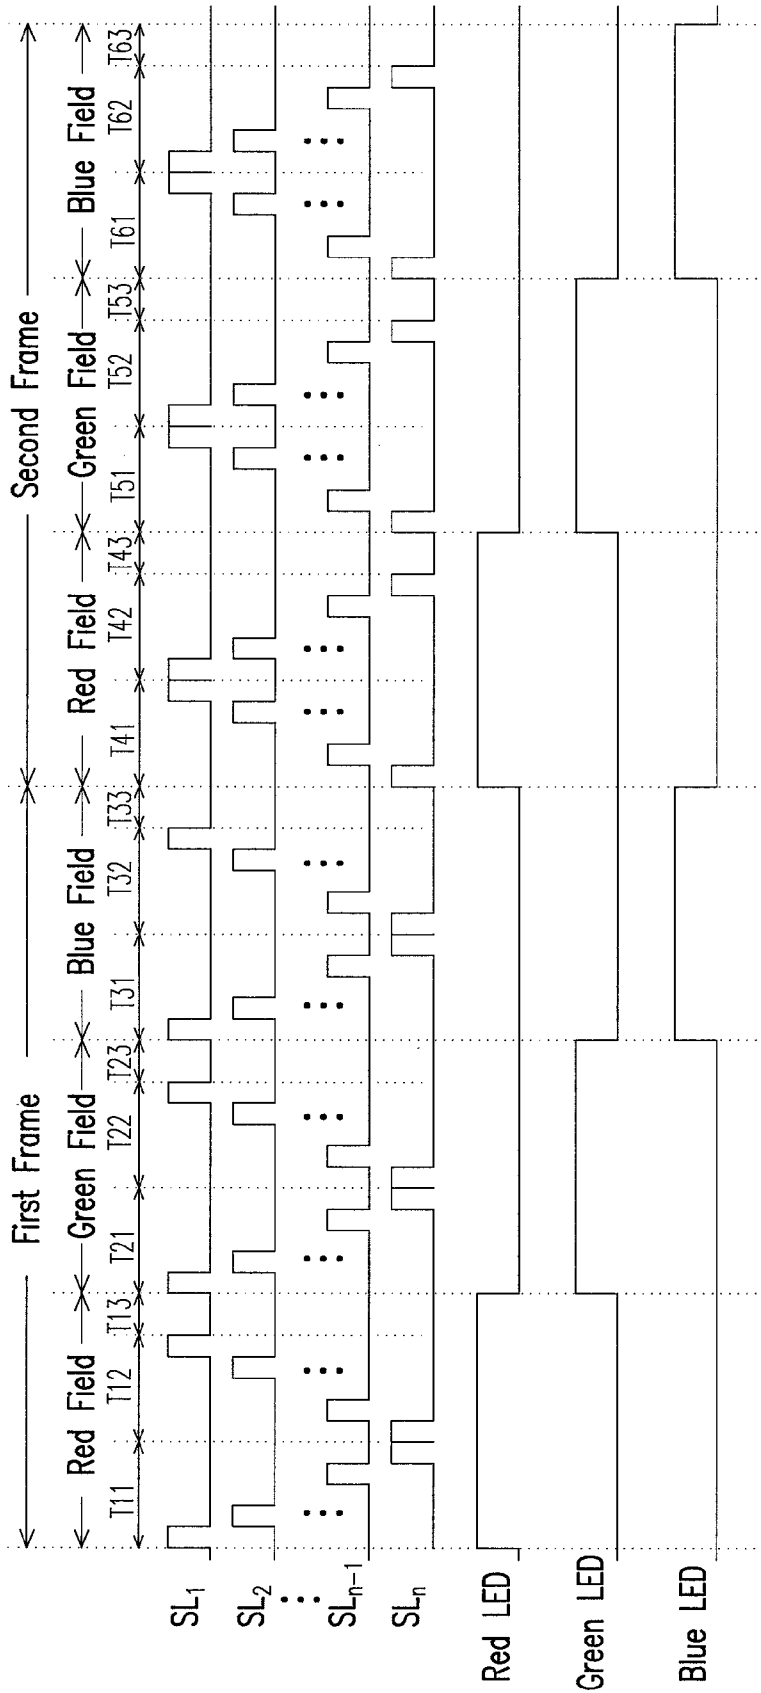 First Frame Second Frame
Red Field Green Field Blue Field Red Field Green Field Blue Field
T11 T12 T13 T21 T22 T23 T31 T32 T33 T41 T42 T43 T51 T52 T53 T61 T62 T63
SL1
SL2
SLn-1
SLn
Red LED
Green LED
Blue LED